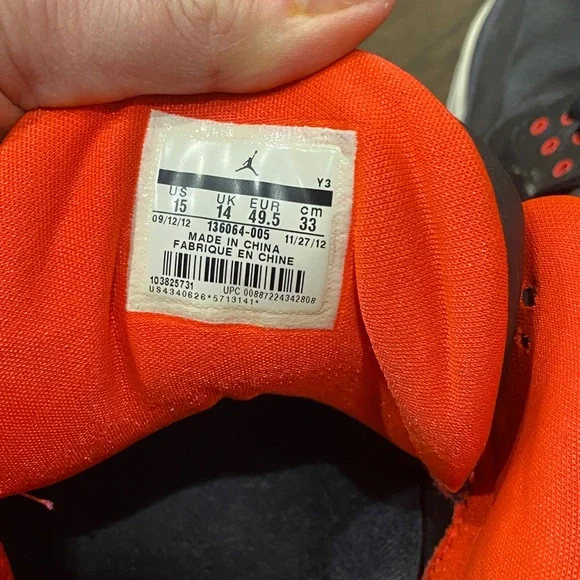 Y3
US UK EUR cm
15 14 49.5 33
09/12/12 136064-005 11/27/12
MADE IN CHINA
FABRIQUE EN CHINE
103825731 UPC 00887224342808
US4340626*5713141*